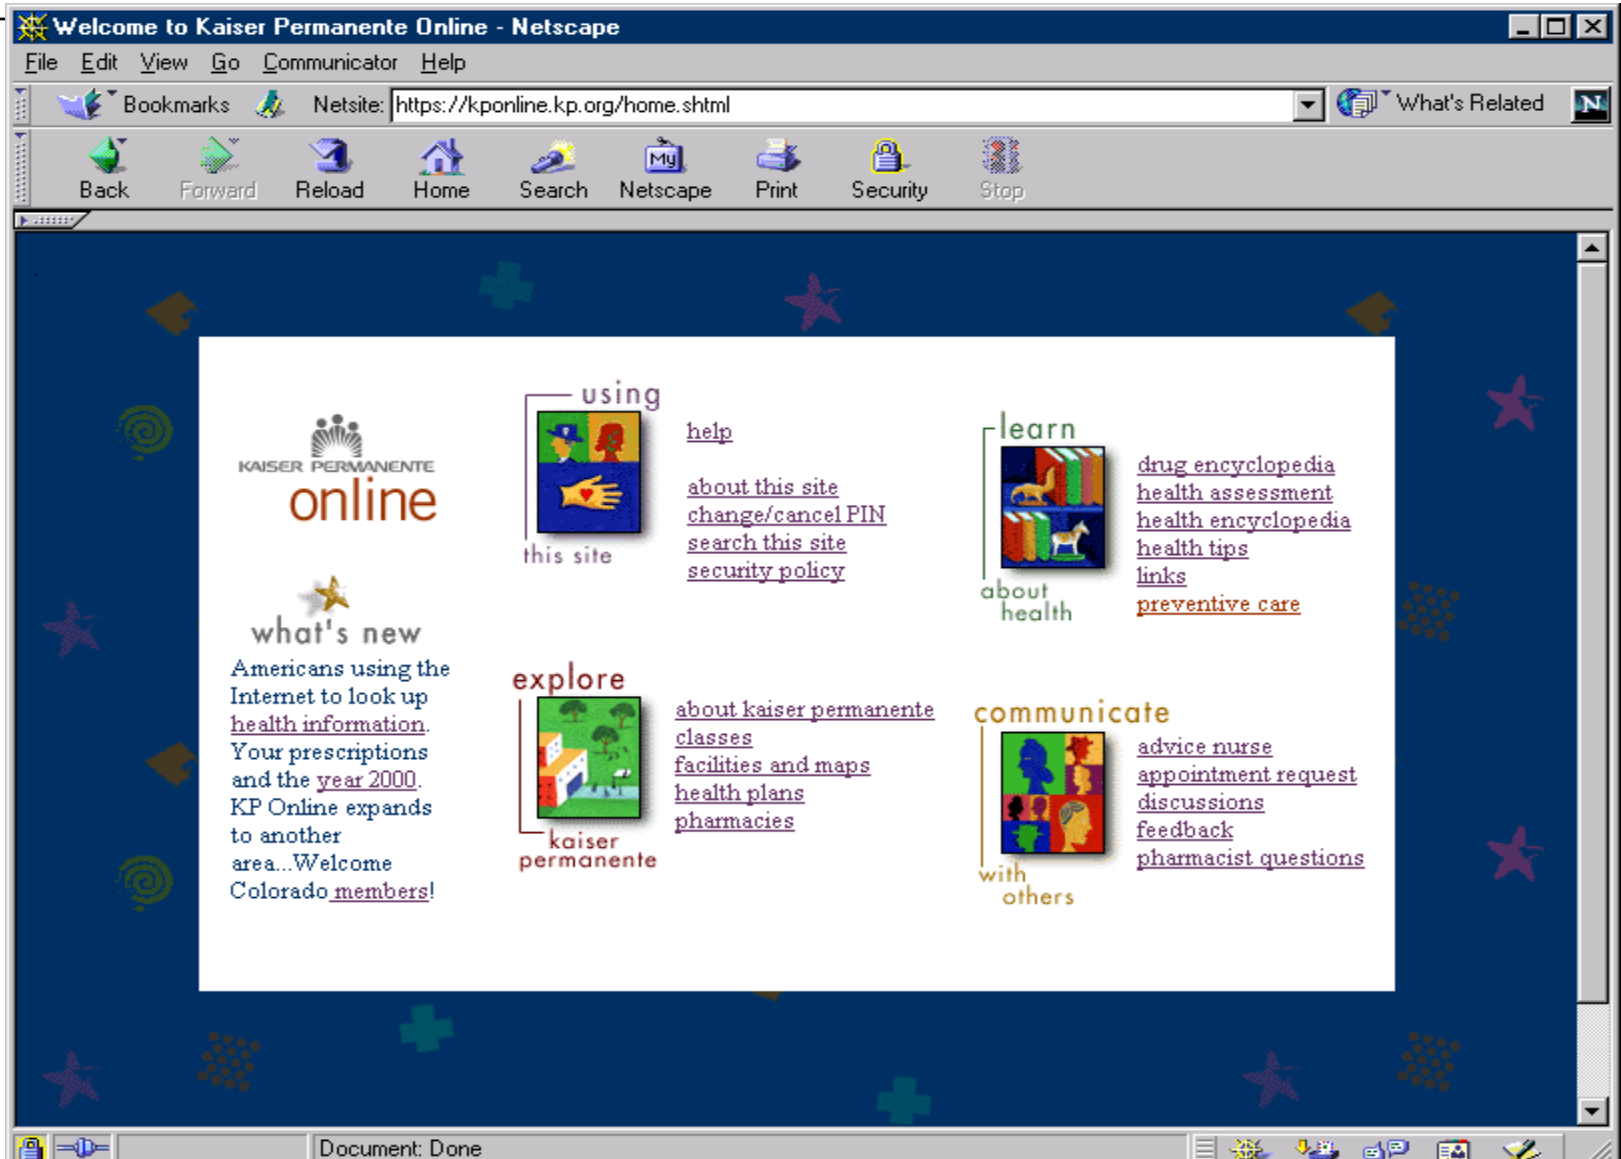 Welcome to Kaiser Permanente Online - Netscape
File Edit View Go Communicator Help
Bookmarks Netsite: https://kponline.kp.org/home.shtml What's Related N
Back Forward Reload Home Search My Netscape Print Security Stop
KAISER PERMANENTE
online
what's new
Americans using the
Internet to look up
health information.
Your prescriptions
and the year 2000.
KP Online expands
to another
area...Welcome
Colorado members!
using
this site
help
about this site
change/cancel PIN
search this site
security policy
explore
kaiser
permanente
about kaiser permanente
classes
facilities and maps
health plans
pharmacies
learn
about
health
drug encyclopedia
health assessment
health encyclopedia
health tips
links
preventive care
communicate
with
others
advice nurse
appointment request
discussions
feedback
pharmacist questions
Document: Done